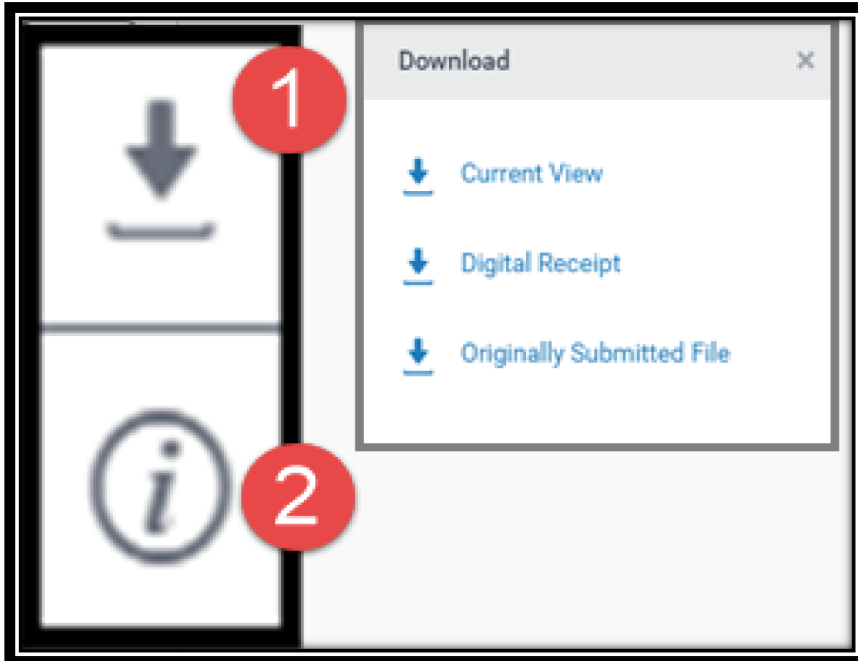 1
Download
Current View
Digital Receipt
Originally Submitted File
2